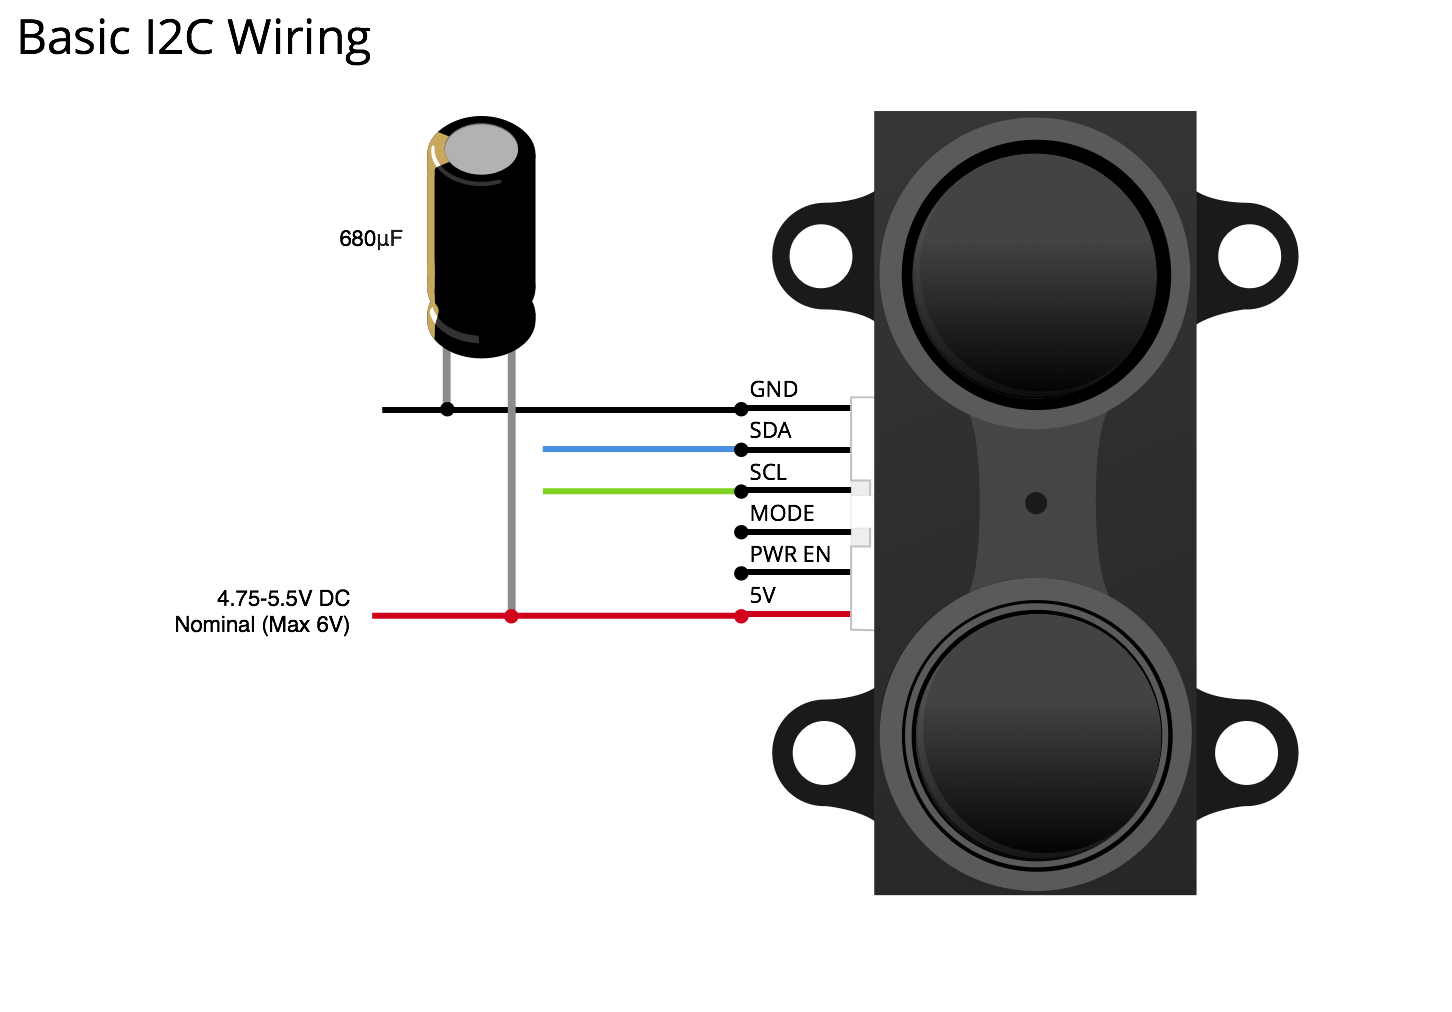 Basic I2C Wiring
680µF
GND
SDA
SCL
MODE
PWR EN
5V
4.75-5.5V DC
Nominal (Max 6V)